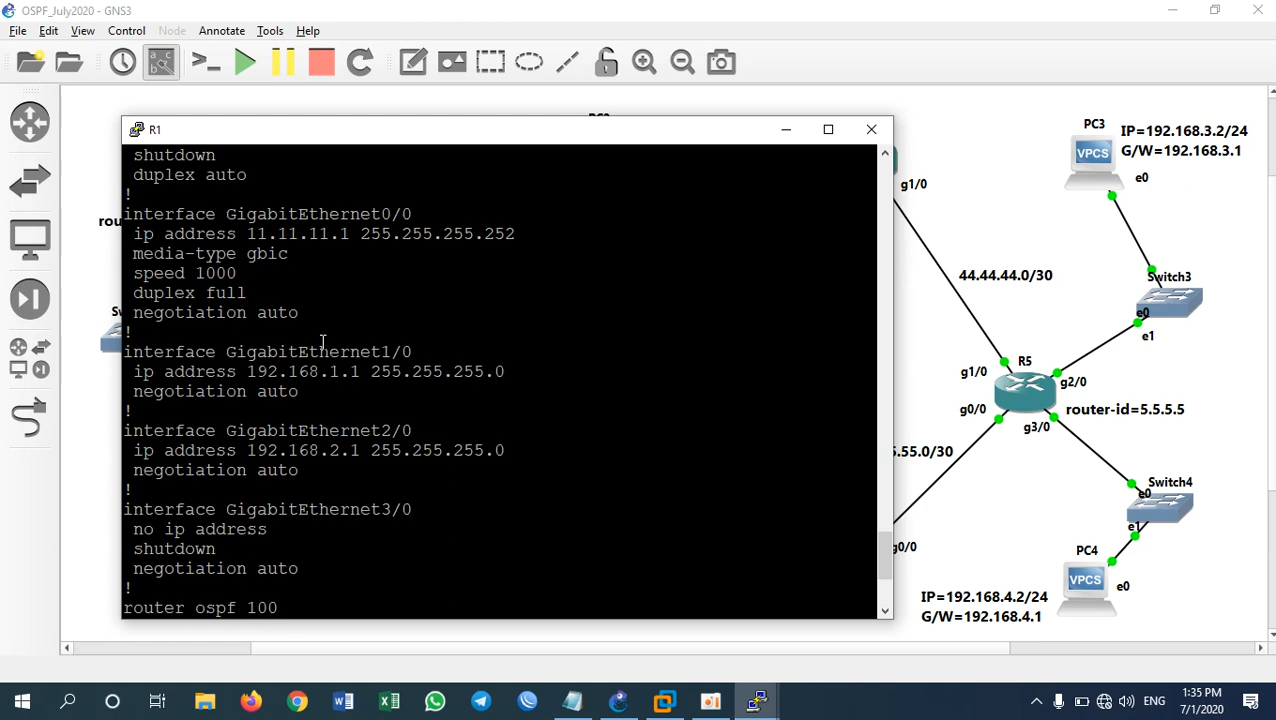 OSPF_July2020 - GNS3
File Edit View Control Node Annotate Tools Help
R1
shutdown
duplex auto
!
interface GigabitEthernet0/0
ip address 11.11.11.1 255.255.255.252
media-type gbic
speed 1000
duplex full
negotiation auto
!
interface GigabitEthernet1/0
ip address 192.168.1.1 255.255.255.0
negotiation auto
!
interface GigabitEthernet2/0
ip address 192.168.2.1 255.255.255.0
negotiation auto
!
interface GigabitEthernet3/0
no ip address
shutdown
negotiation auto
!
router ospf 100
rou
Sw
g1/0
44.44.44.0/30
PC3
IP=192.168.3.2/24
G/W=192.168.3.1
VPCS
e0
Switch3
e0
e1
R5
g1/0
g2/0
g0/0
router-id=5.5.5.5
g3/0
.55.0/30
g0/0
Switch4
e0
e1
PC4
VPCS
e0
IP=192.168.4.2/24
G/W=192.168.4.1
ENG
1:35 PM
7/1/2020